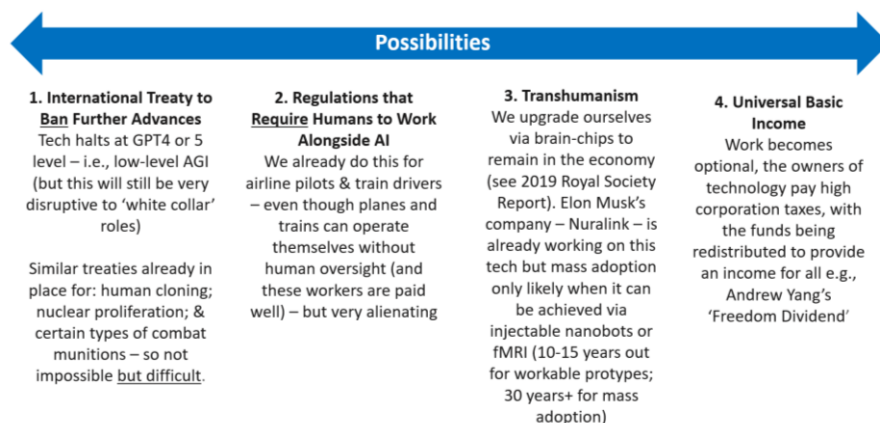 Possibilities
1. International Treaty to
Ban Further Advances
Tech halts at GPT4 or 5
level – i.e., low-level AGI
(but this will still be very
disruptive to ‘white collar’
roles)
Similar treaties already in
place for: human cloning;
nuclear proliferation; &
certain types of combat
munitions – so not
impossible but difficult.
2. Regulations that
Require Humans to Work
Alongside AI
We already do this for
airline pilots & train drivers
– even though planes and
trains can operate
themselves without
human oversight (and
these workers are paid
well) – but very alienating
3. Transhumanism
We upgrade ourselves
via brain-chips to
remain in the economy
(see 2019 Royal Society
Report). Elon Musk’s
company – Nuralink – is
already working on this
tech but mass adoption
only likely when it can
be achieved via
injectable nanobots or
fMRI (10-15 years out
for workable protypes;
30 years+ for mass
adoption)
4. Universal Basic
Income
Work becomes
optional, the owners of
technology pay high
corporation taxes, with
the funds being
redistributed to provide
an income for all e.g.,
Andrew Yang’s
‘Freedom Dividend’